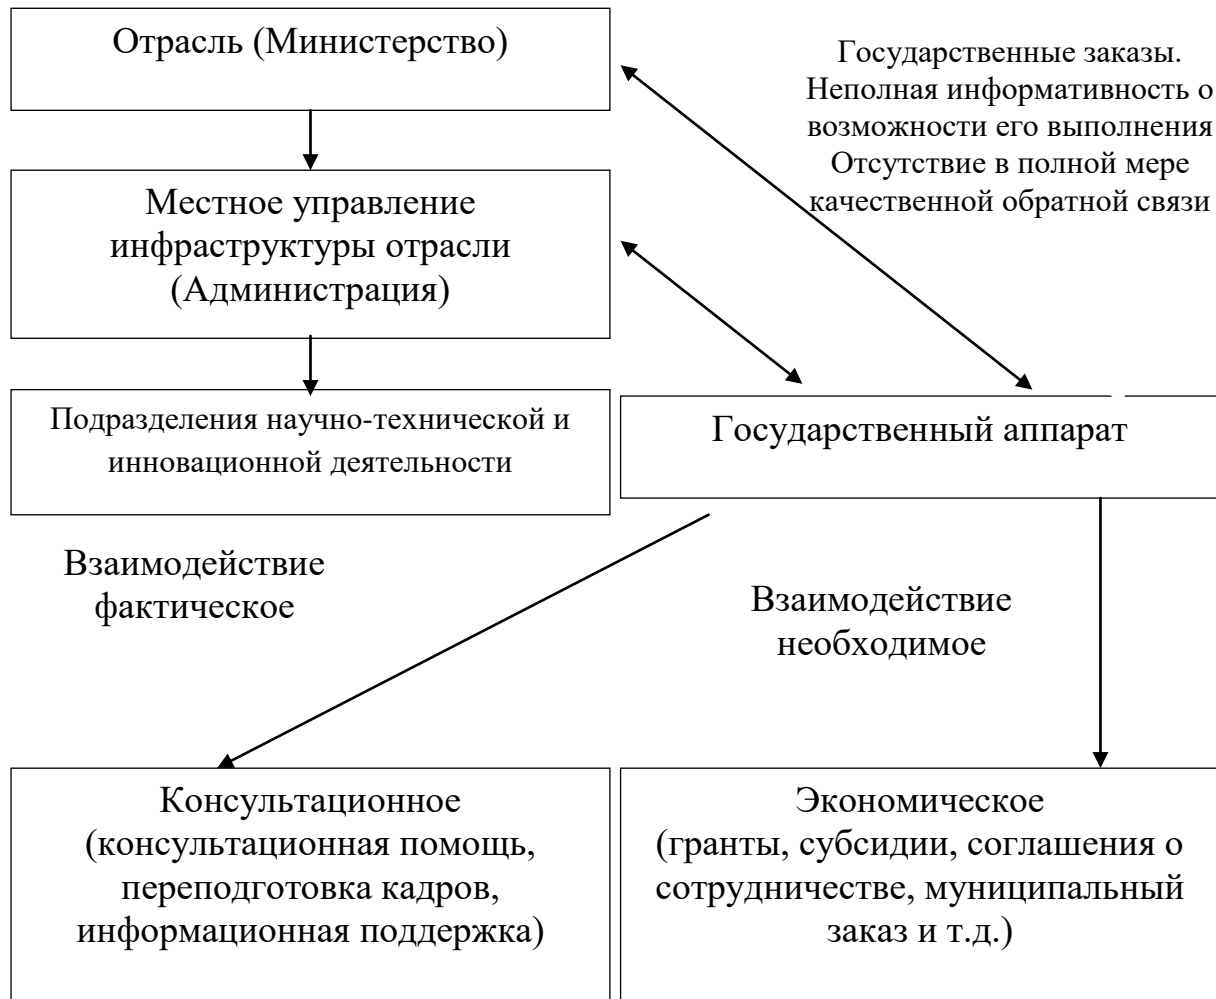 Отрасль (Министерство)
Государственные заказы.
Неполная информативность о
возможности его выполнения
Отсутствие в полной мере
качественной обратной связи
Местное управление
инфраструктуры отрасли
(Администрация)
Подразделения научно-технической и
инновационной деятельности
Государственный аппарат
Взаимодействие
фактическое
Взаимодействие
необходимое
Консультационное
(консультационная помощь,
переподготовка кадров,
информационная поддержка)
Экономическое
(гранты, субсидии, соглашения о
сотрудничестве, муниципальный
заказ и т.д.)